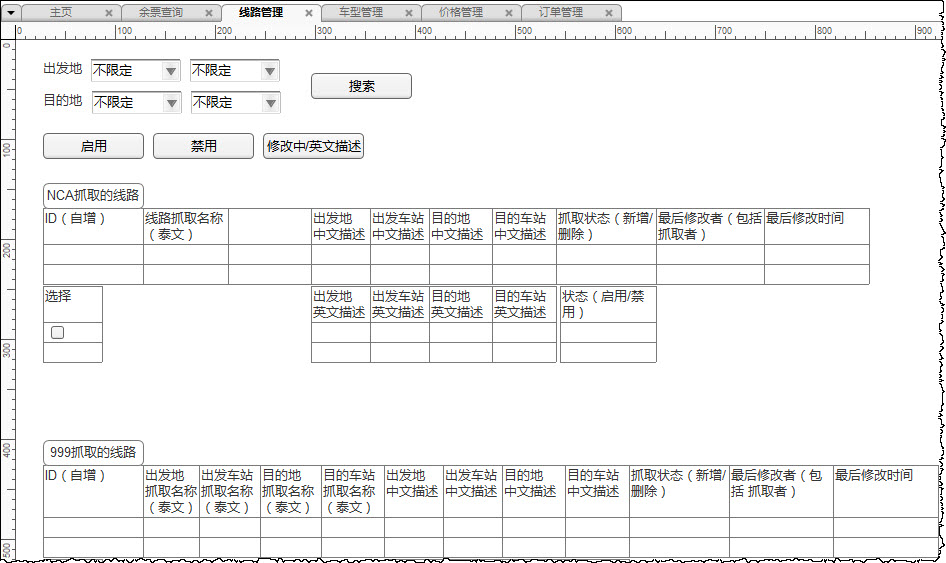 主页 余票查询 线路管理 车型管理 价格管理 订单管理
0 100 200 300 400 500 600 700 800 900
0
100
200
300
400
500
出发地 不限定 不限定
搜索
目的地 不限定 不限定
启用 禁用 修改中/英文描述
NCA抓取的线路
ID（自增） 线路抓取名称 出发地 出发车站 目的地 目的车站 抓取状态（新增/ 最后修改者（包括 最后修改时间
（泰文） 中文描述 中文描述 中文描述 中文描述 删除） 抓取者）
选择 出发地 出发车站 目的地 目的车站 状态（启用/禁
英文描述 英文描述 英文描述 英文描述 用）
999抓取的线路
ID（自增） 出发地 出发车站 目的地 目的车站 出发地 出发车站 目的地 目的车站 抓取状态（新增/ 最后修改者（包 最后修改时间
抓取名称 抓取名称 抓取名称 抓取名称 中文描述 中文描述 中文描述 中文描述 删除） 括 抓取者）
（泰文） （泰文） （泰文） （泰文）